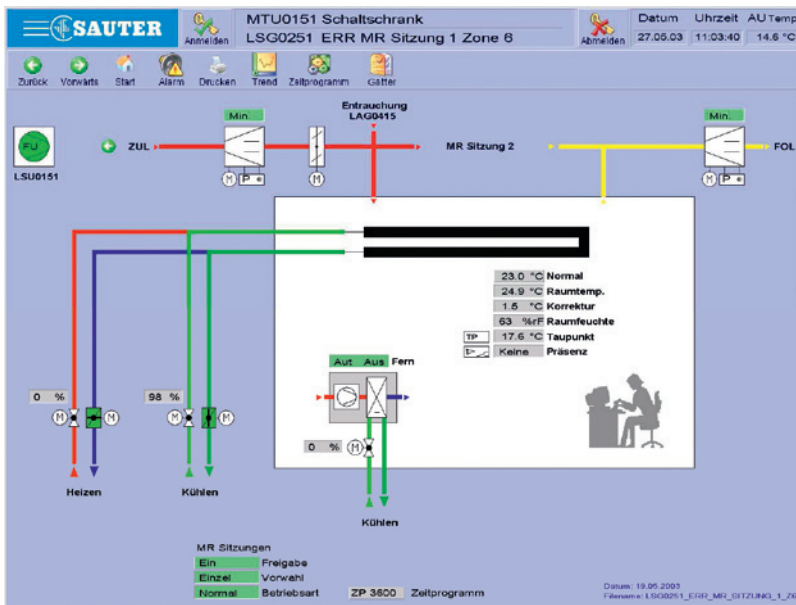 SAUTER
Anmelden
MTU0151 Schaltschrank
LSG0251 ERR MR Sitzung 1 Zone 6
Abmelden
Datum Uhrzeit AU Temp
27.05.03 11:03:40 14.6 °C
Zurück Vorwärts Start Alarm Drucken Trend Zeitprogramm Gatter
Entrauchung
LAG0415
Min.
Min.
FU
ZUL
MR Sitzung 2
FOL
LSU0151
M P
M
M P
23.0 °C Normal
24.9 °C Raumtemp.
1.5 °C Korrektur
63 %rF Raumfeuchte
TP 17.6 °C Taupunkt
Keine Präsenz
Aut Aus Fern
0 %
98 %
M M M M
0 % M
Heizen
Kühlen
Kühlen
MR Sitzungen
Ein Freigabe
Einzel Vorwahl
Normal Betriebsart ZP 3600 Zeitprogramm
Datum: 19.05.2003
Filename: LSG0251_ERR_MR_SITZUNG_1_ZO